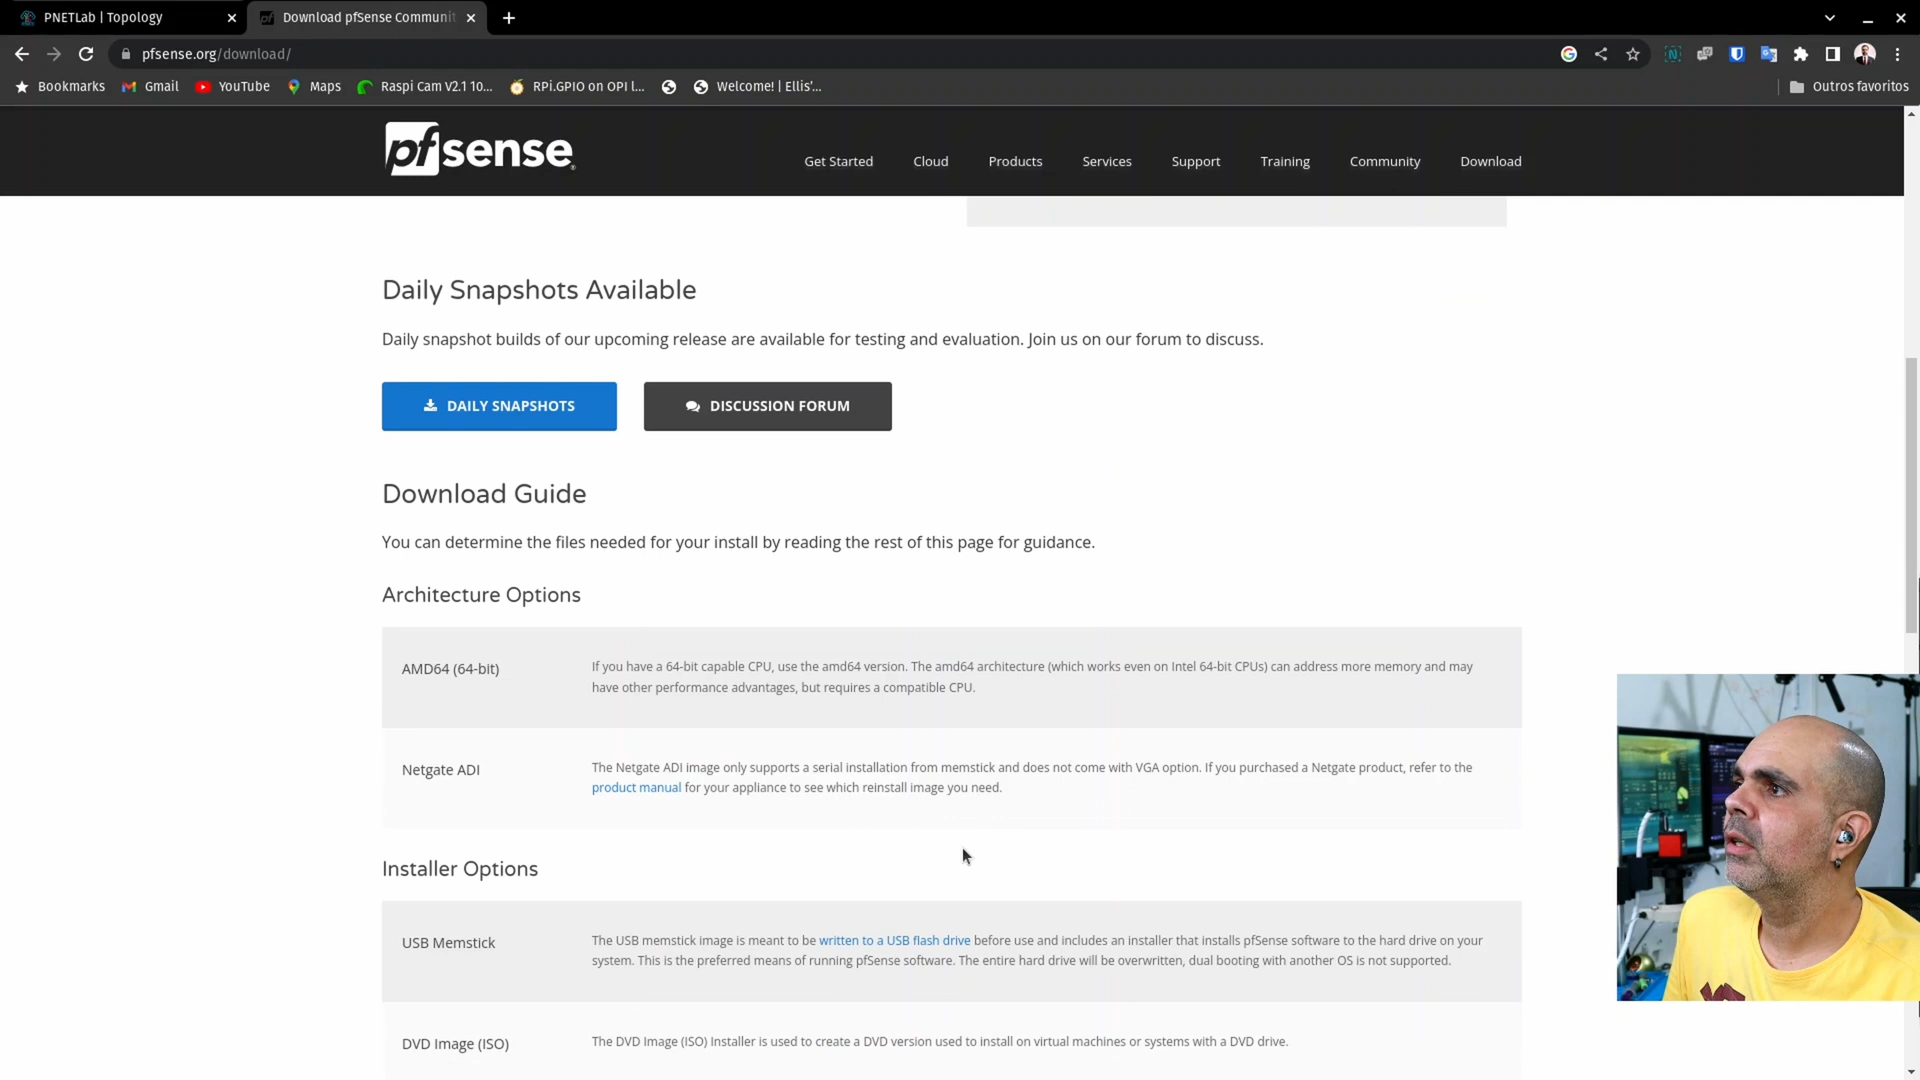 PNETLab | Topology
Download pfSense Communit
pfsense.org/download/
Bookmarks
Gmail
YouTube
Maps
Raspi Cam V2.1 10...
RPi.GPIO on OPI l...
Welcome! | Ellis'...
Outros favoritos
pfsense
Get Started
Cloud
Products
Services
Support
Training
Community
Download
Daily Snapshots Available
Daily snapshot builds of our upcoming release are available for testing and evaluation. Join us on our forum to discuss.
DAILY SNAPSHOTS
DISCUSSION FORUM
Download Guide
You can determine the files needed for your install by reading the rest of this page for guidance.
Architecture Options
AMD64 (64-bit)
If you have a 64-bit capable CPU, use the amd64 version. The amd64 architecture (which works even on Intel 64-bit CPUs) can address more memory and may
have other performance advantages, but requires a compatible CPU.
Netgate ADI
The Netgate ADI image only supports a serial installation from memstick and does not come with VGA option. If you purchased a Netgate product, refer to the
product manual for your appliance to see which reinstall image you need.
Installer Options
USB Memstick
The USB memstick image is meant to be written to a USB flash drive before use and includes an installer that installs pfSense software to the hard drive on your
system. This is the preferred means of running pfSense software. The entire hard drive will be overwritten, dual booting with another OS is not supported.
DVD Image (ISO)
The DVD Image (ISO) Installer is used to create a DVD version used to install on virtual machines or systems with a DVD drive.